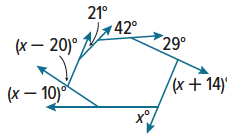 21°
42°
(x – 20)°
29°
(x – 10)°
(x + 14)°
x°